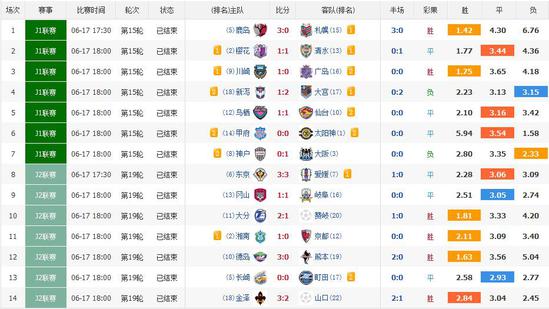 场次 赛事 比赛时间 轮次 状态 (排名)主队 比分 客队(排名) 半场 彩果 胜 平 负
1 J1联赛 06-17 17:30 第15轮 已结束 (5)鹿岛 3:0 札幌(15) 1 3:0 胜 1.42 4.30 6.76
2 J1联赛 06-17 18:00 第15轮 已结束 1 (2)樱花 1:1 清水(13) 1 0:1 平 1.77 3.44 4.36
3 J1联赛 06-17 18:00 第15轮 已结束 1 (9)川崎 1:0 广岛(16) 2 0:0 胜 1.75 3.65 4.18
4 J1联赛 06-17 18:00 第15轮 已结束 (18)新泻 1:2 大宫(17) 0:2 负 2.23 3.13 3.15
5 J1联赛 06-17 18:00 第15轮 已结束 (12)鸟栖 1:1 仙台(10) 2 0:0 平 2.10 3.16 3.42
6 J1联赛 06-17 18:00 第15轮 已结束 (14)甲府 0:0 太阳神(1) 0:0 平 5.94 3.54 1.58
7 J1联赛 06-17 18:00 第15轮 已结束 (8)神户 0:1 大阪(3) 0:0 负 2.80 3.35 2.33
8 J2联赛 06-17 17:30 第19轮 已结束 (6)东京 3:3 爱媛(7) 1 0:0 平 2.28 3.06 3.09
9 J2联赛 06-17 18:00 第19轮 已结束 (13)冈山 1:1 岐阜(16) 0:0 平 2.51 3.05 2.74
10 J2联赛 06-17 18:00 第19轮 已结束 (11)大分 2:1 赞岐(20) 1:1 胜 1.81 3.33 4.20
11 J2联赛 06-17 18:00 第19轮 已结束 (2)湘南 1:0 京都(12) 0:0 胜 2.11 3.09 3.40
12 J2联赛 06-17 18:00 第19轮 已结束 (10)德岛 3:0 熊本(19) 2:0 胜 1.63 3.56 5.04
13 J2联赛 06-17 18:00 第19轮 已结束 (5)长崎 0:0 町田(17) 0:0 平 2.58 2.93 2.77
14 J2联赛 06-17 18:00 第19轮 已结束 (18)金泽 3:2 山口(22) 2:1 胜 2.84 3.04 2.45